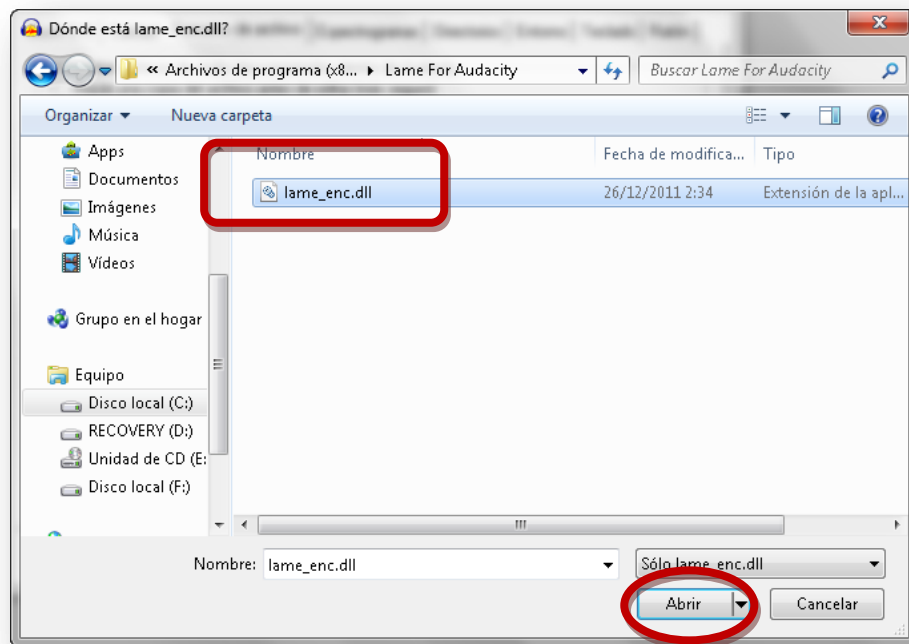 Dónde está lame_enc.dll?
« Archivos de programa (x8... ▸ Lame For Audacity
Buscar Lame For Audacity
Organizar
Nueva carpeta
Apps
Documentos
Imágenes
Música
Vídeos
Grupo en el hogar
Equipo
Disco local (C:)
RECOVERY (D:)
Unidad de CD (E:
Disco local (F:)
Nombre
Fecha de modifica...
Tipo
lame_enc.dll
26/12/2011 2:34
Extensión de la apl...
Nombre:
lame_enc.dll
Sólo lame_enc.dll
Abrir
Cancelar